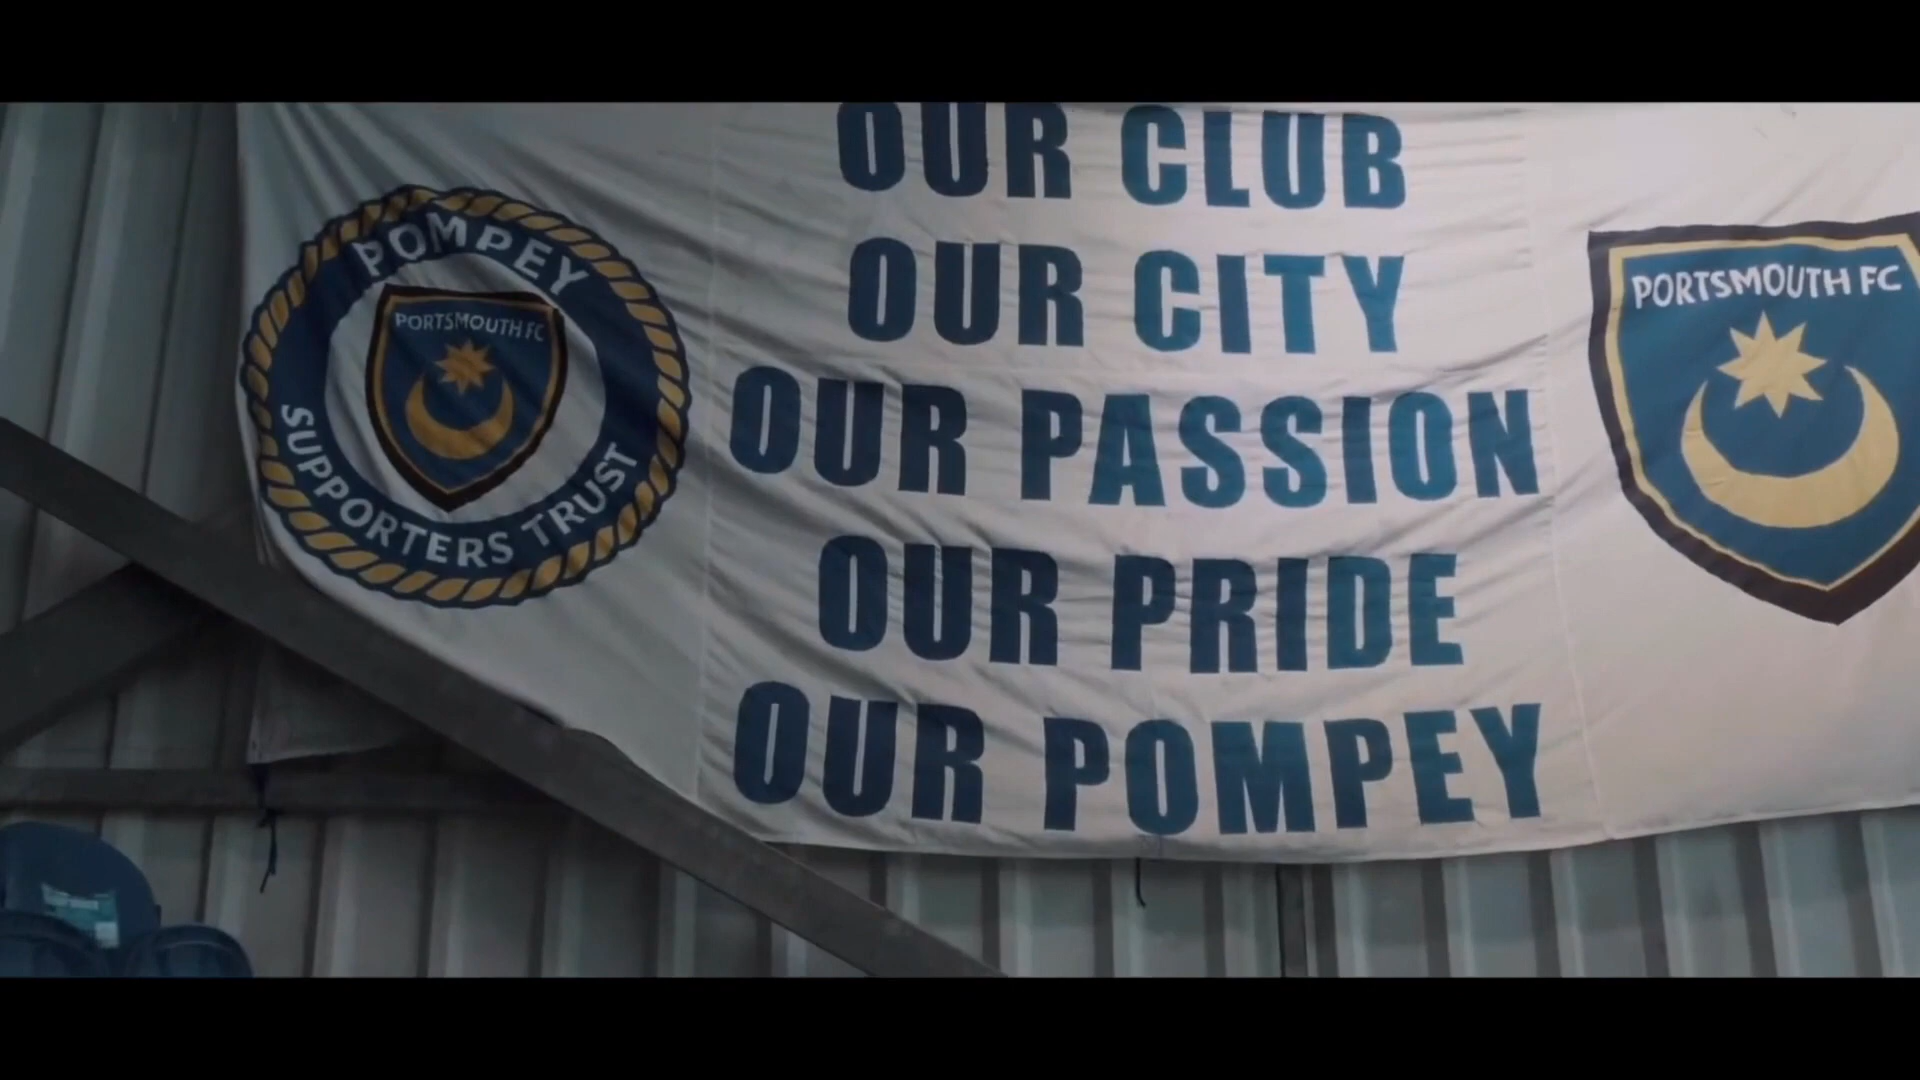 OUR CLUB
OUR CITY
OUR PASSION
OUR PRIDE
OUR POMPEY
POMPEY
PORTSMOUTH FC
SUPPORTERS TRUST
PORTSMOUTH FC